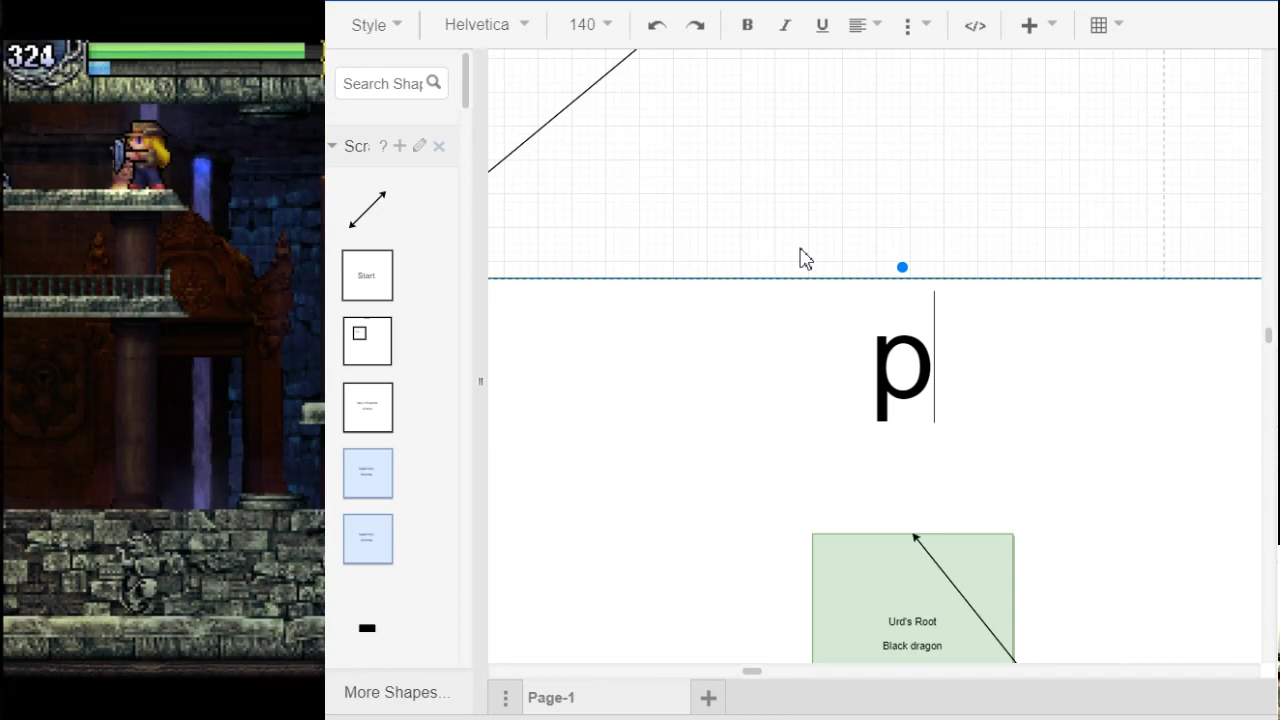 324
Style
Helvetica
140
B I U
</>
Search Shap
Scr
?
Start
More Shapes...
p
Urd's Root
Black dragon
Page-1